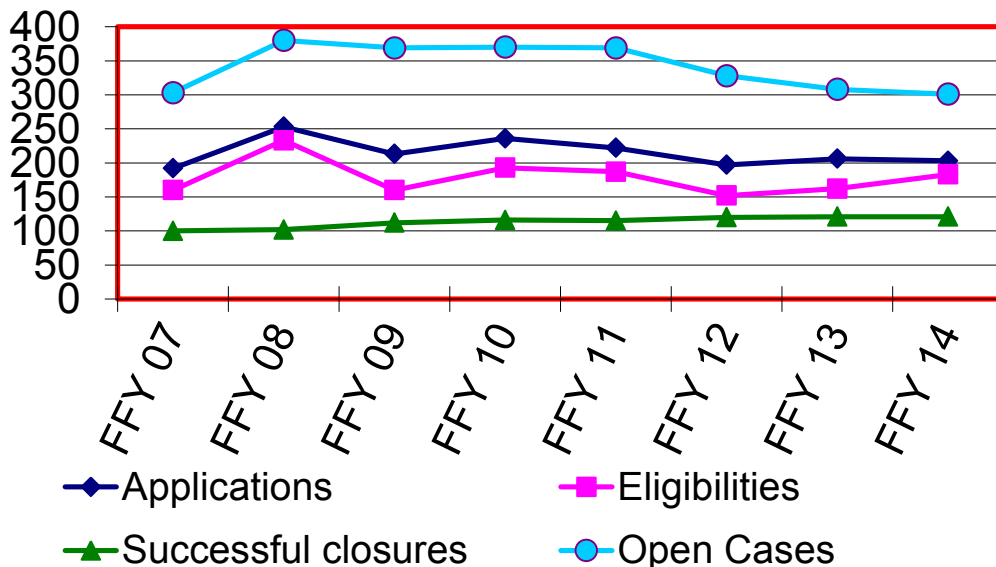 400
350
300
250
200
150
100
50
0
FFY 07
FFY 08
FFY 09
FFY 10
FFY 11
FFY 12
FFY 13
FFY 14
Applications
Eligibilities
Successful closures
Open Cases